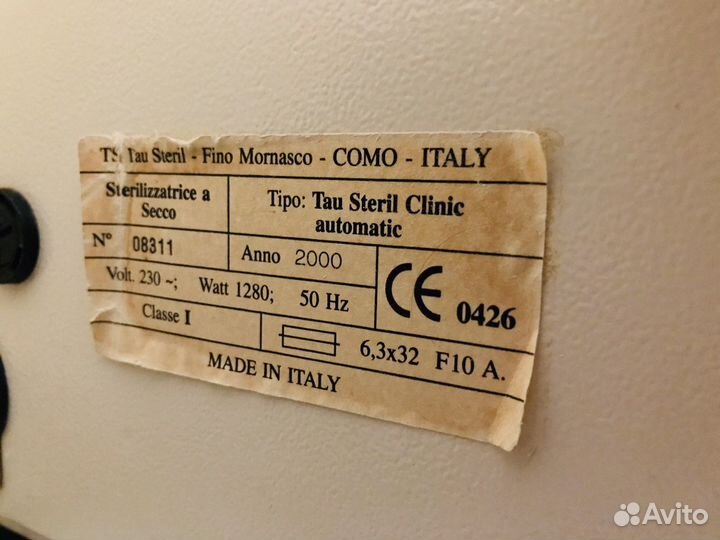 TS Tau Steril - Fino Mornasco - COMO - ITALY
Sterilizzatrice a
Secco
Tipo: Tau Steril Clinic
automatic
N° 08311
Anno 2000
CE 0426
Volt. 230 ~; Watt 1280; 50 Hz
Classe I
6,3x32 F10 A.
MADE IN ITALY
Avito